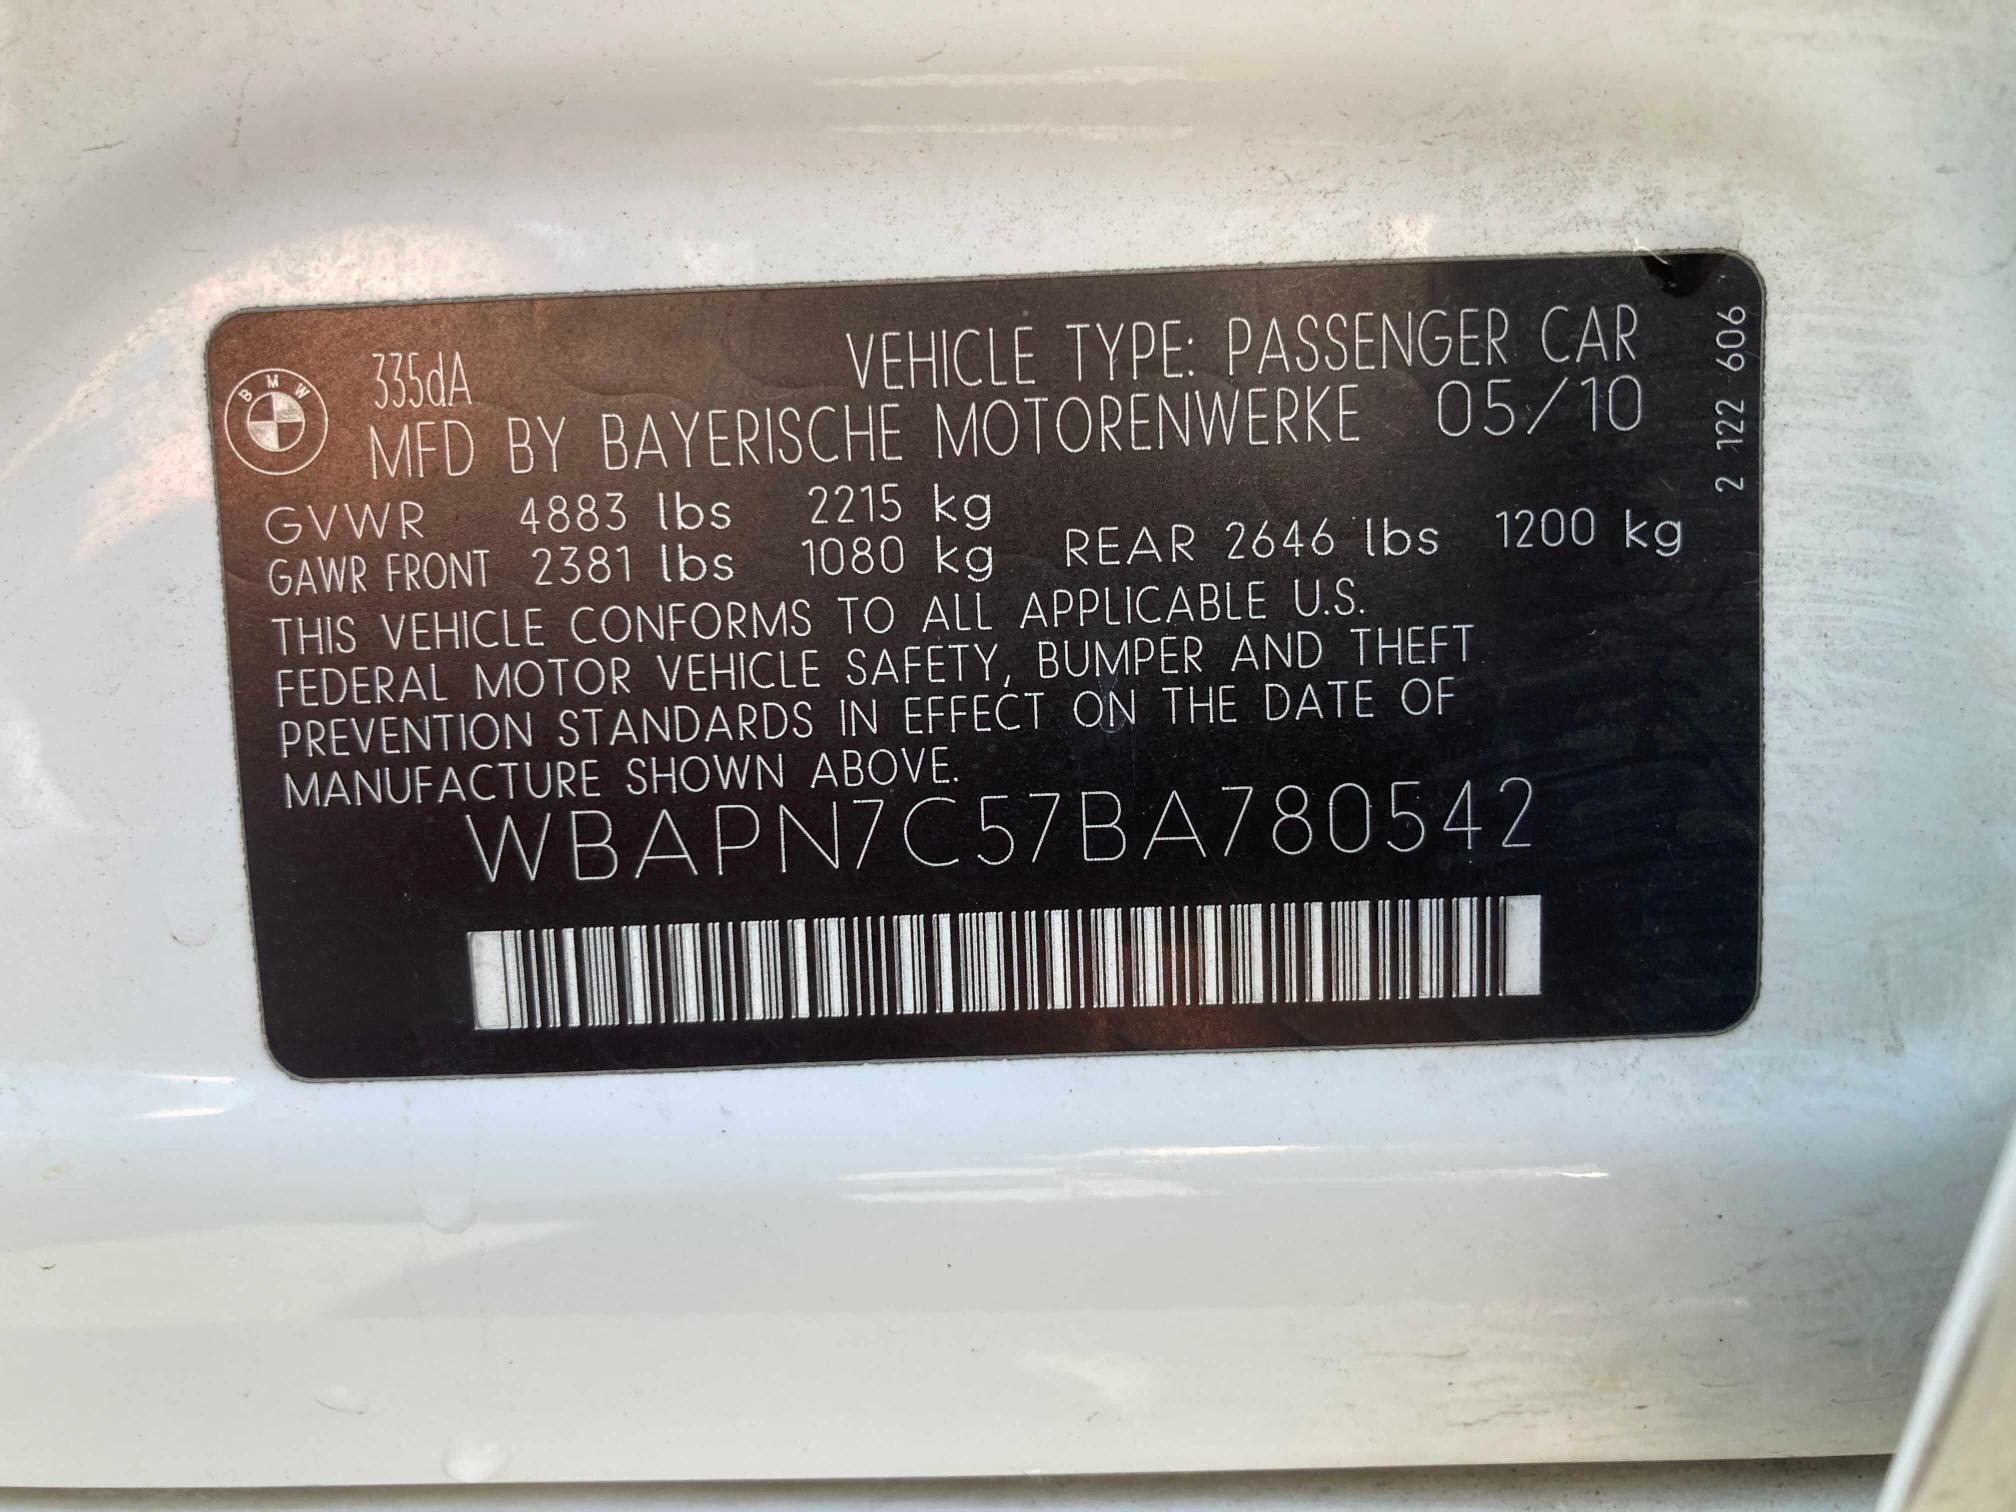 BMW
335dA
VEHICLE TYPE: PASSENGER CAR
MFD BY BAYERISCHE MOTORENWERKE 05/10
GVWR 4883 lbs 2215 kg
GAWR FRONT 2381 lbs 1080 kg REAR 2646 lbs 1200 kg
THIS VEHICLE CONFORMS TO ALL APPLICABLE U.S.
FEDERAL MOTOR VEHICLE SAFETY, BUMPER AND THEFT
PREVENTION STANDARDS IN EFFECT ON THE DATE OF
MANUFACTURE SHOWN ABOVE.
WBAPN7C57BA780542
2 122 606